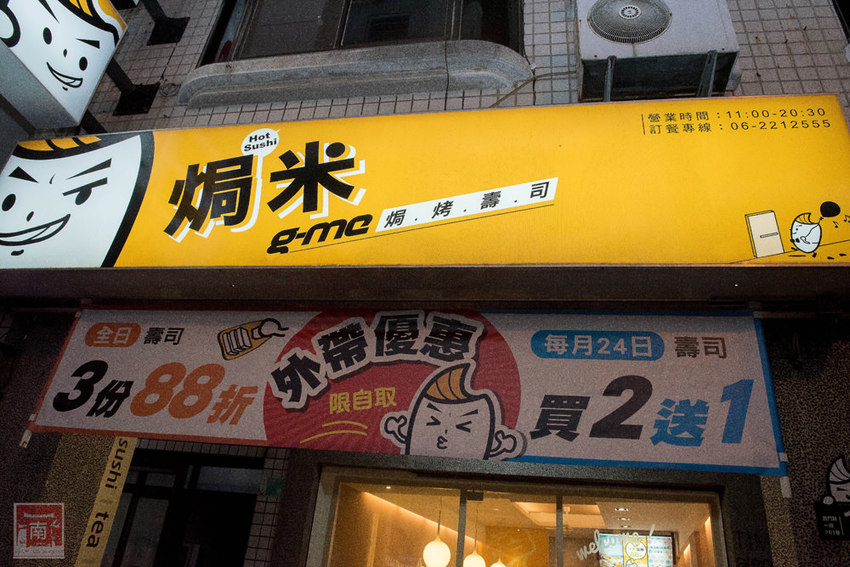 營業時間：11:00-20:30
訂餐專線：06-2212555
Hot
Sushi
焗米
g-me
焗.烤.壽.司
全日 壽司
3份88折
外帶優惠
限自取
每月24日 壽司
買2送1
sushi tea
welcome
南